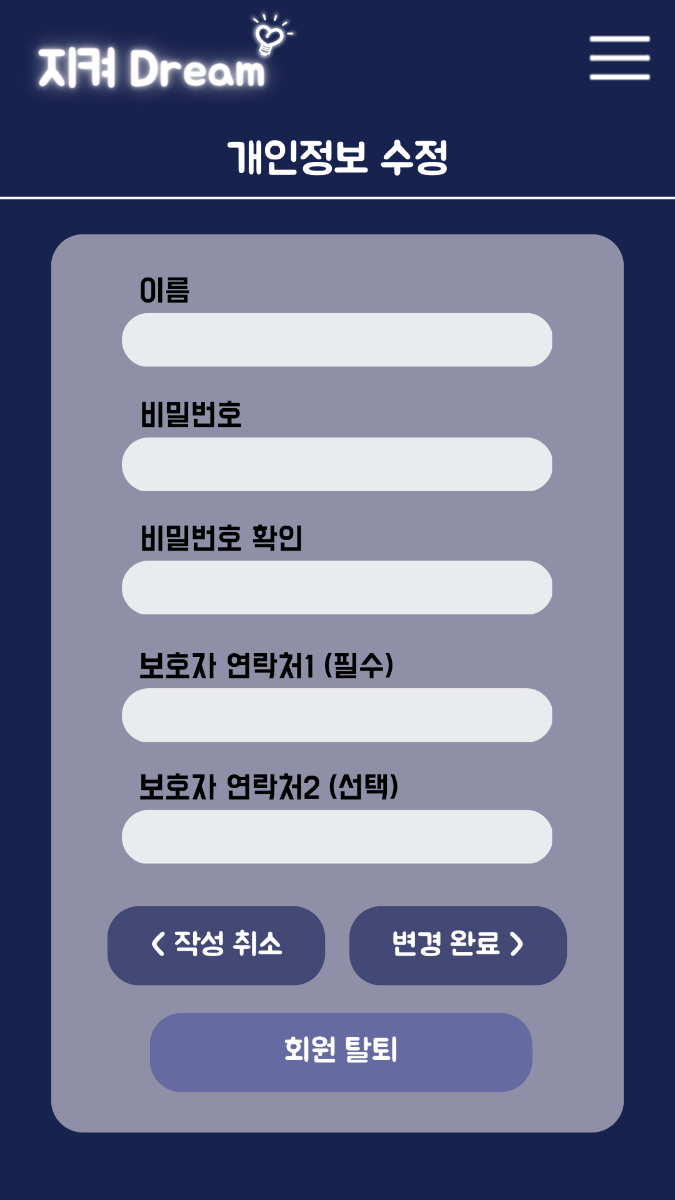 지켜 Dream
개인정보 수정
이름
비밀번호
비밀번호 확인
보호자 연락처1 (필수)
보호자 연락처2 (선택)
< 작성 취소
변경 완료 >
회원 탈퇴